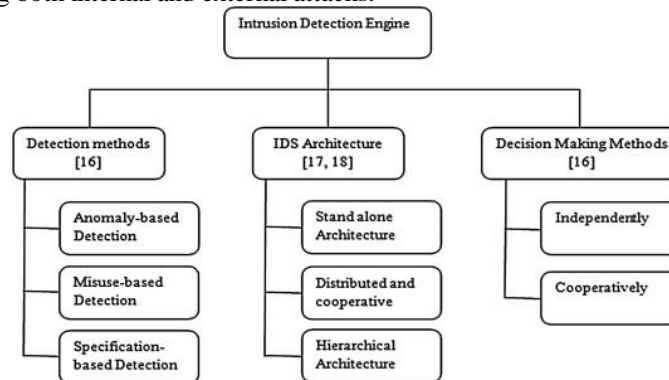 both internal and external attacks.
Intrusion Detection Engine
Detection methods
[16]
IDS Architecture
[17, 18]
Decision Making Methods
[16]
Anomaly-based
Detection
Misuse-based
Detection
Specification-
based Detection
Stand alone
Architecture
Distributed and
cooperative
Hierarchical
Architecture
Independently
Cooperatively